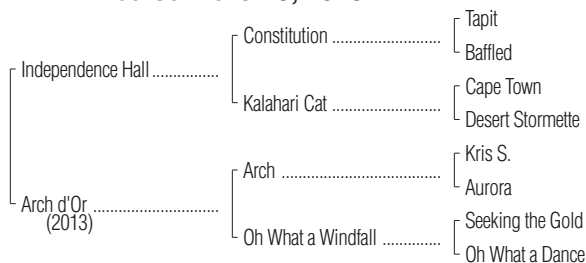 Constitution ....................
Tapit
Baffled
Independence Hall ...............
Kalahari Cat ....................
Cape Town
Desert Stormette
Arch ............................
Kris S.
Aurora
Arch d'Or ............................
(2013)
Oh What a Windfall .............
Seeking the Gold
Oh What a Dance